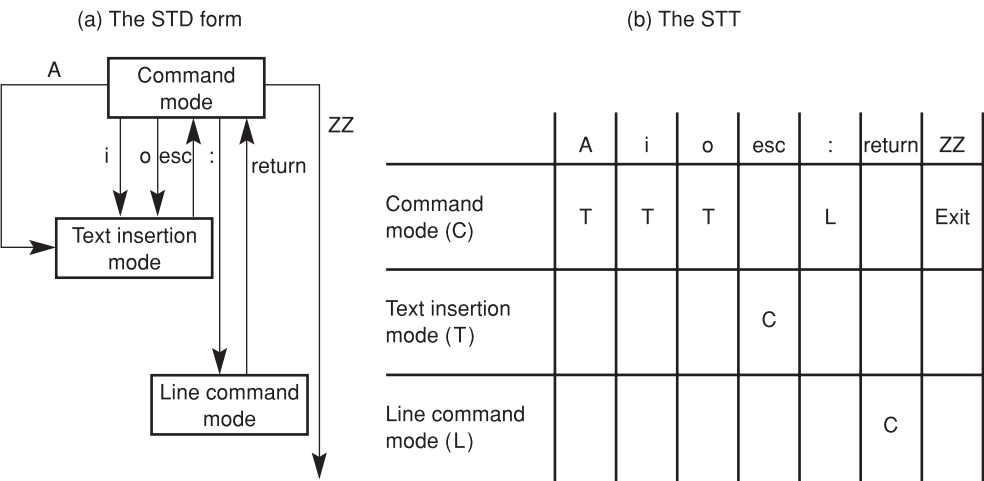 (a) The STD form
A
Command
mode
ZZ
i
o
esc
:
return
Text insertion
mode
Line command
mode
(b) The STT
A i o esc : return ZZ
Command
mode (C)
T T T L Exit
Text insertion
mode (T)
C
Line command
mode (L)
C